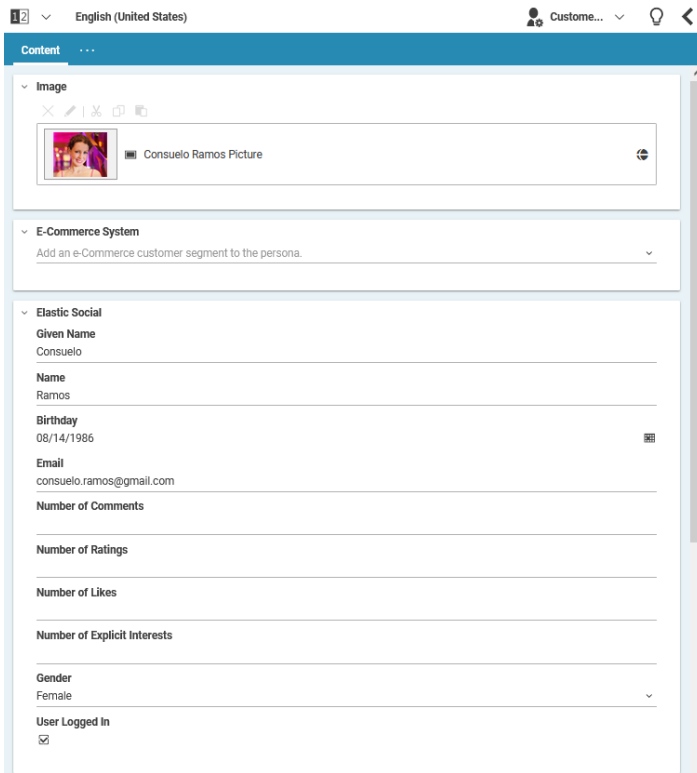 12
English (United States)
Custome...
Content ...
Image
Consuelo Ramos Picture
E-Commerce System
Add an e-Commerce customer segment to the persona.
Elastic Social
Given Name
Consuelo
Name
Ramos
Birthday
08/14/1986
Email
consuelo.ramos@gmail.com
Number of Comments
Number of Ratings
Number of Likes
Number of Explicit Interests
Gender
Female
User Logged In